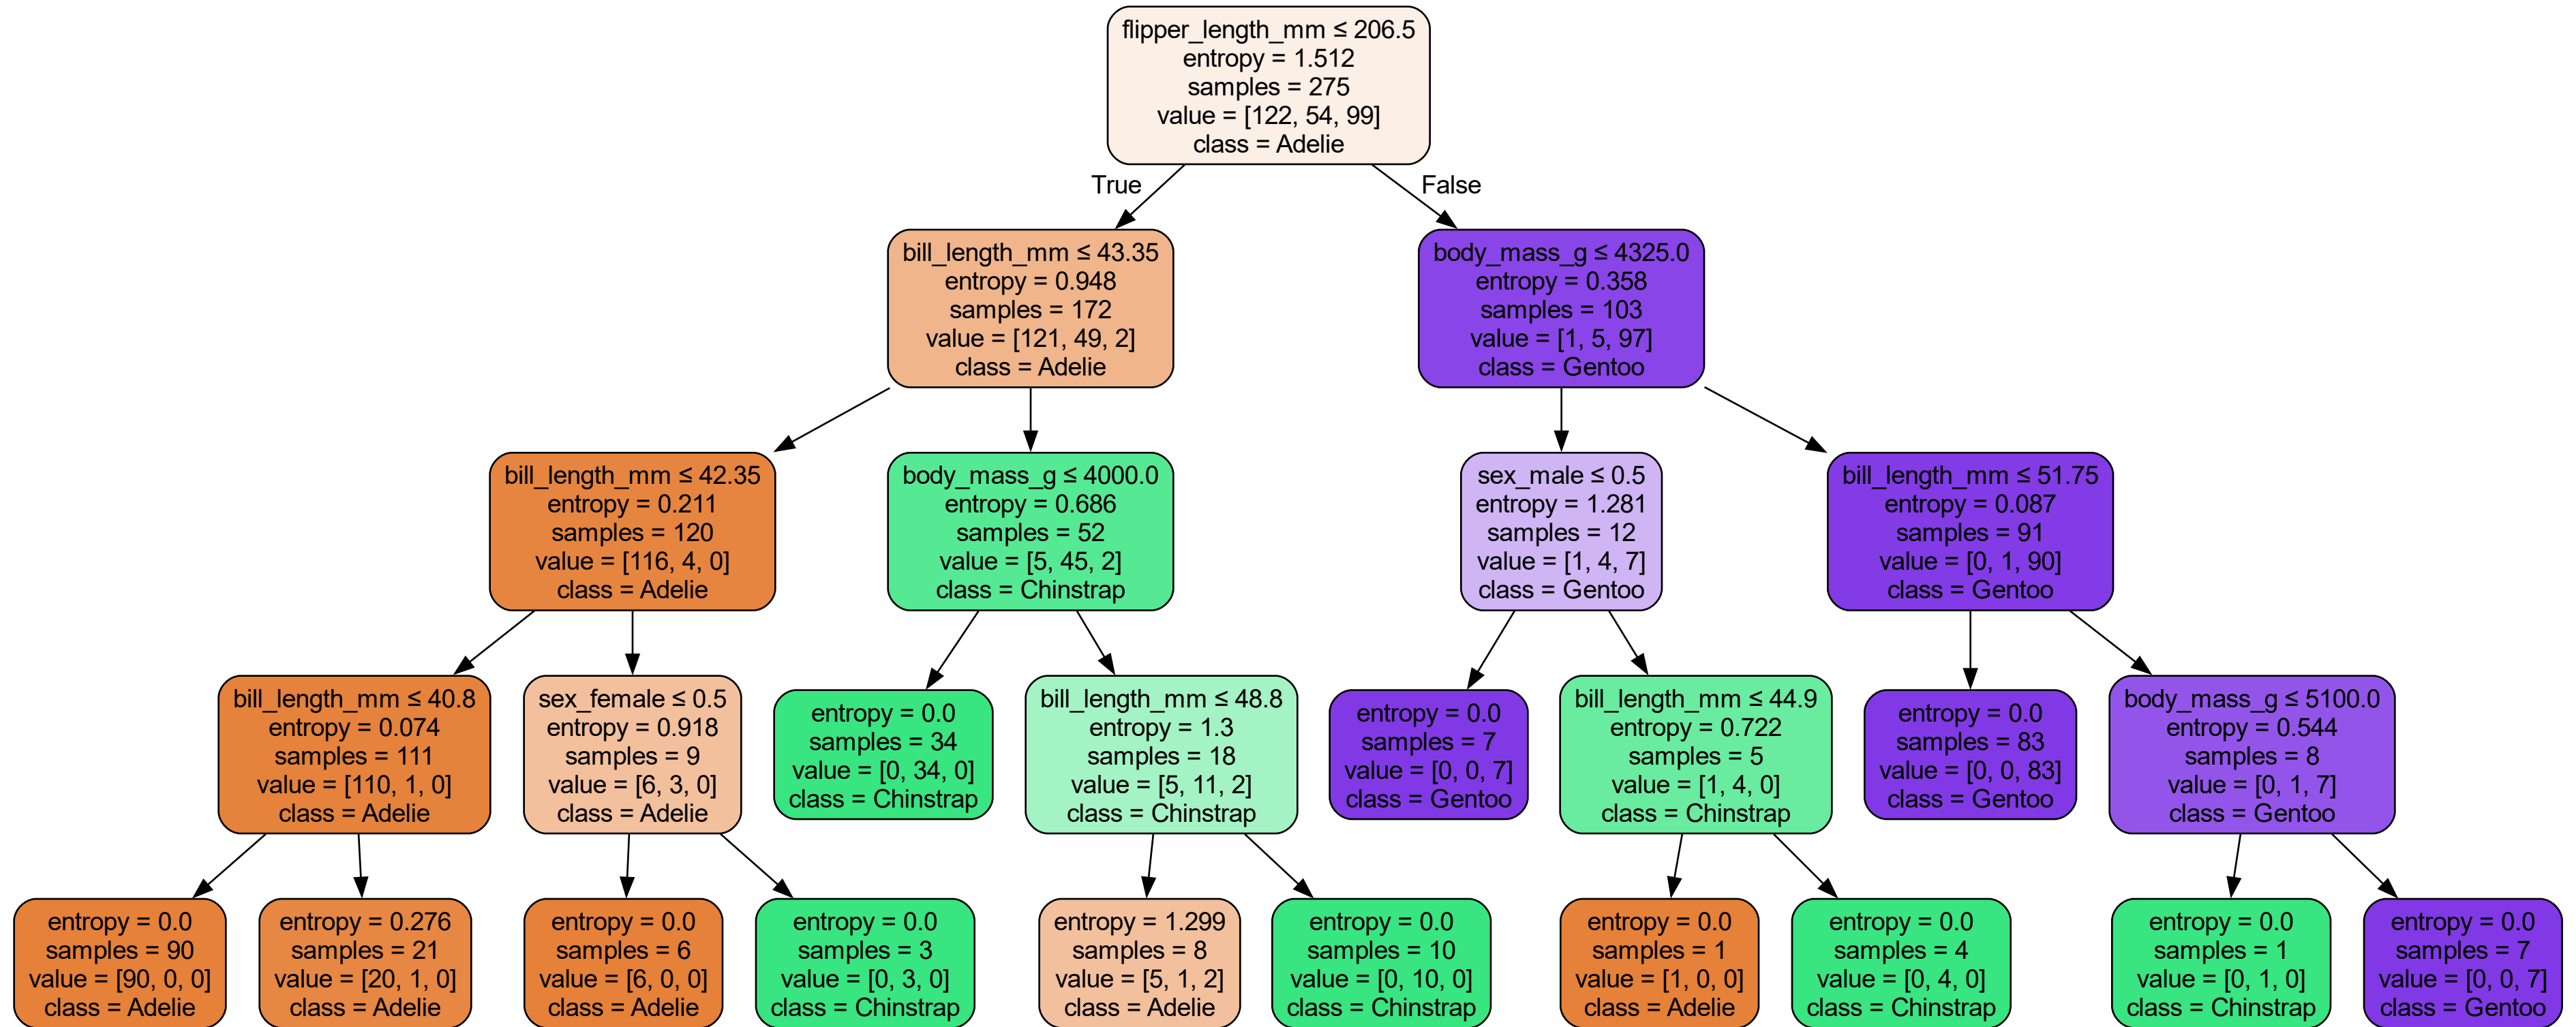 flipper_length_mm ≤ 206.5
entropy = 1.512
samples = 275
value = [122, 54, 99]
class = Adelie
True
False
bill_length_mm ≤ 43.35
entropy = 0.948
samples = 172
value = [121, 49, 2]
class = Adelie
body_mass_g ≤ 4325.0
entropy = 0.358
samples = 103
value = [1, 5, 97]
class = Gentoo
bill_length_mm ≤ 42.35
entropy = 0.211
samples = 120
value = [116, 4, 0]
class = Adelie
body_mass_g ≤ 4000.0
entropy = 0.686
samples = 52
value = [5, 45, 2]
class = Chinstrap
sex_male ≤ 0.5
entropy = 1.281
samples = 12
value = [1, 4, 7]
class = Gentoo
bill_length_mm ≤ 51.75
entropy = 0.087
samples = 91
value = [0, 1, 90]
class = Gentoo
bill_length_mm ≤ 40.8
entropy = 0.074
samples = 111
value = [110, 1, 0]
class = Adelie
sex_female ≤ 0.5
entropy = 0.918
samples = 9
value = [6, 3, 0]
class = Adelie
entropy = 0.0
samples = 34
value = [0, 34, 0]
class = Chinstrap
bill_length_mm ≤ 48.8
entropy = 1.3
samples = 18
value = [5, 11, 2]
class = Chinstrap
entropy = 0.0
samples = 7
value = [0, 0, 7]
class = Gentoo
bill_length_mm ≤ 44.9
entropy = 0.722
samples = 5
value = [1, 4, 0]
class = Chinstrap
entropy = 0.0
samples = 83
value = [0, 0, 83]
class = Gentoo
body_mass_g ≤ 5100.0
entropy = 0.544
samples = 8
value = [0, 1, 7]
class = Gentoo
entropy = 0.0
samples = 90
value = [90, 0, 0]
class = Adelie
entropy = 0.276
samples = 21
value = [20, 1, 0]
class = Adelie
entropy = 0.0
samples = 6
value = [6, 0, 0]
class = Adelie
entropy = 0.0
samples = 3
value = [0, 3, 0]
class = Chinstrap
entropy = 1.299
samples = 8
value = [5, 1, 2]
class = Adelie
entropy = 0.0
samples = 10
value = [0, 10, 0]
class = Chinstrap
entropy = 0.0
samples = 1
value = [1, 0, 0]
class = Adelie
entropy = 0.0
samples = 4
value = [0, 4, 0]
class = Chinstrap
entropy = 0.0
samples = 1
value = [0, 1, 0]
class = Chinstrap
entropy = 0.0
samples = 7
value = [0, 0, 7]
class = Gentoo